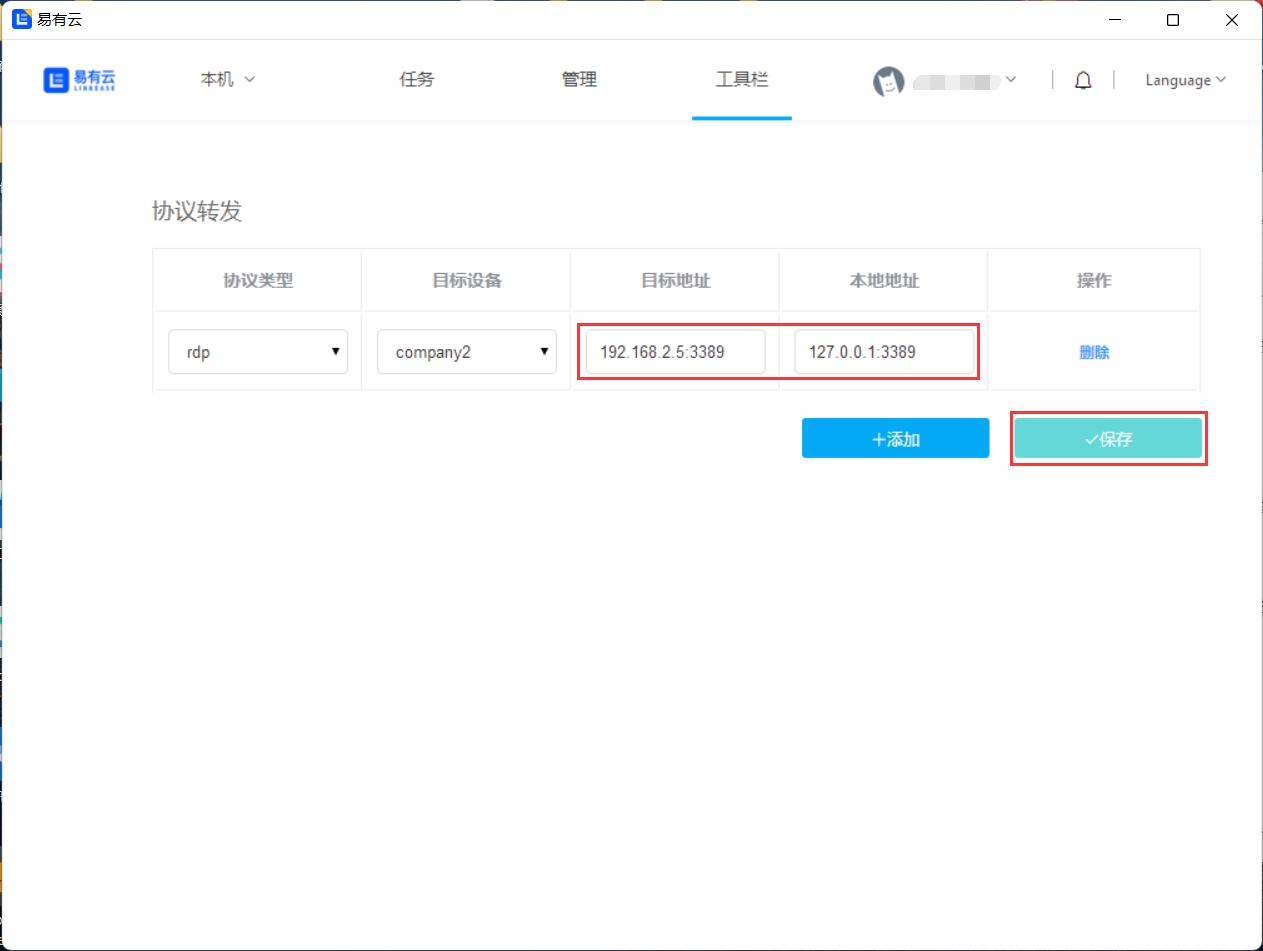 易有云
易有云
LINKEASE
本机 任务 管理 工具栏 Language
协议转发
协议类型 目标设备 目标地址 本地地址 操作
rdp company2 192.168.2.5:3389 127.0.0.1:3389 删除
+添加 ✓保存